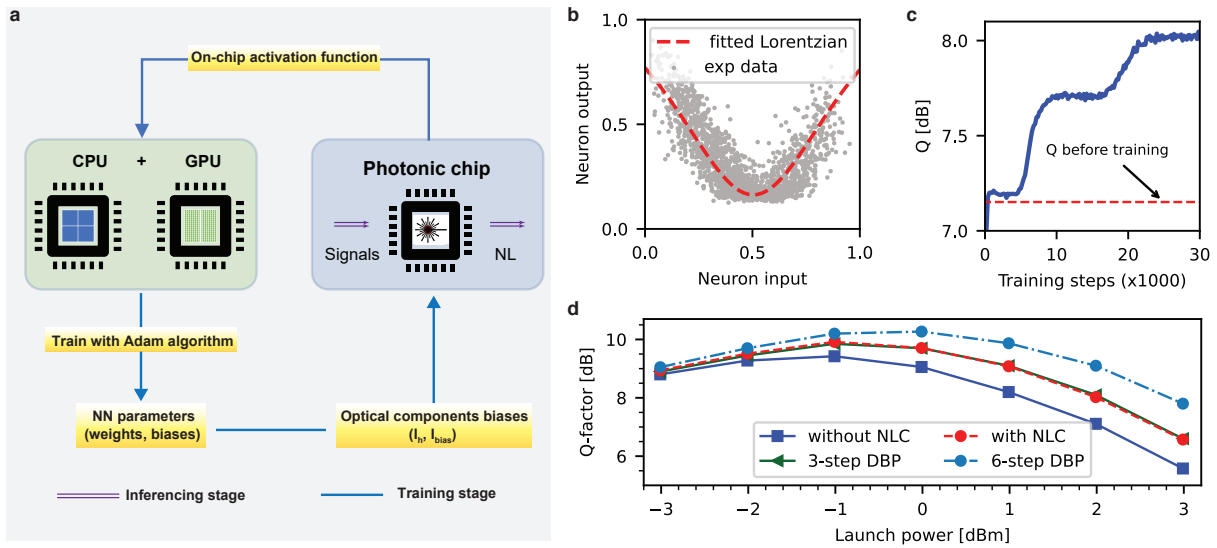 a
On-chip activation function
CPU + GPU
Photonic chip
Signals
NL
Train with Adam algorithm
NN parameters
(weights, biases)
Optical components biases
(Iₕ, I_bias)
Inferencing stage
Training stage
b
Neuron output
1.0
0.5
0.0
fitted Lorentzian
exp data
0.0 0.5 1.0
Neuron input
c
Q [dB]
8.0
7.5
7.0
Q before training
0 10 20 30
Training steps (x1000)
d
Q-factor [dB]
10
8
6
without NLC
3-step DBP
with NLC
6-step DBP
−3 −2 −1 0 1 2 3
Launch power [dBm]